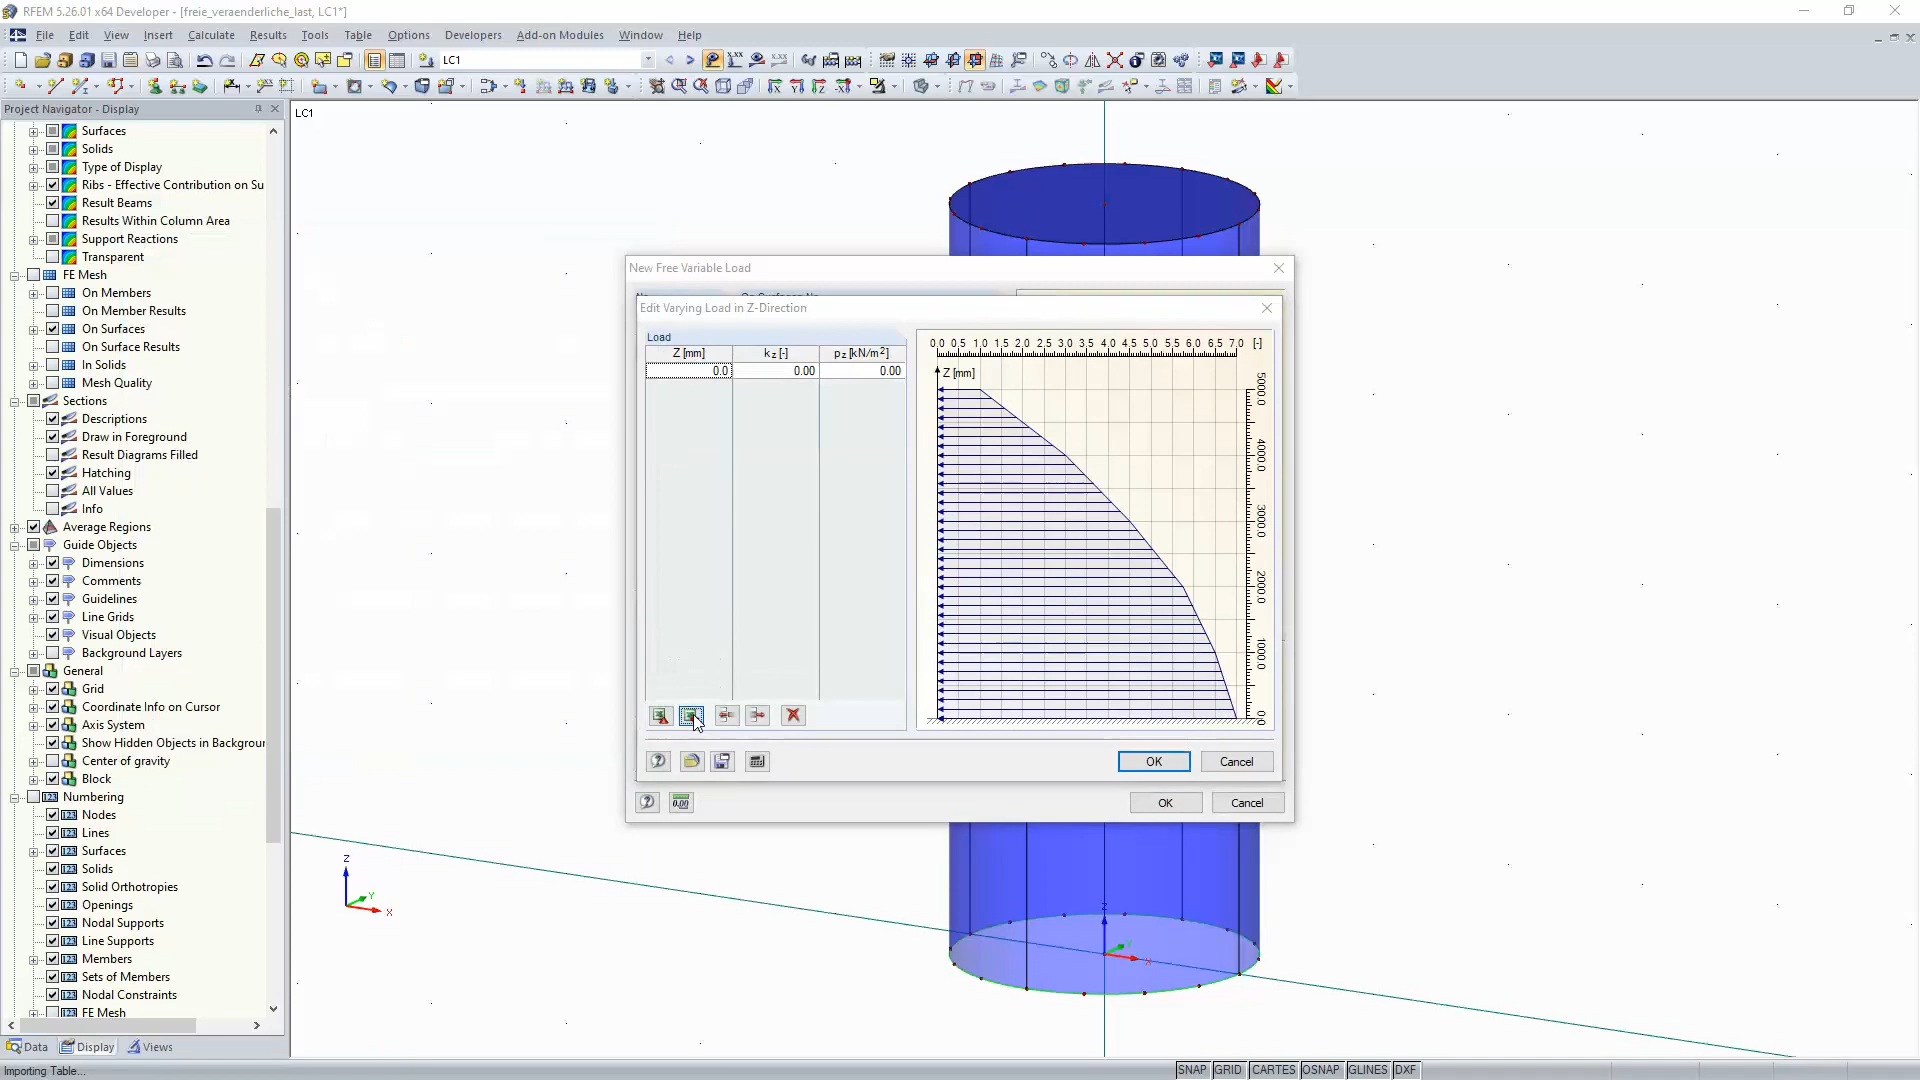 RFEM 5.26.01 x64 Developer - [freie_veraenderliche_last, LC1*]
File Edit View Insert Calculate Results Tools Table Options Developers Add-on Modules Window Help
LC1
Project Navigator - Display
Surfaces
Solids
Type of Display
Ribs - Effective Contribution on Su
Result Beams
Results Within Column Area
Support Reactions
Transparent
FE Mesh
On Members
On Member Results
On Surfaces
On Surface Results
In Solids
Mesh Quality
Sections
Descriptions
Draw in Foreground
Result Diagrams Filled
Hatching
All Values
Info
Average Regions
Guide Objects
Dimensions
Comments
Guidelines
Line Grids
Visual Objects
Background Layers
General
Grid
Coordinate Info on Cursor
Axis System
Show Hidden Objects in Backgrour
Center of gravity
Block
Numbering
Nodes
Lines
Surfaces
Solids
Solid Orthotropies
Openings
Nodal Supports
Line Supports
Members
Sets of Members
Nodal Constraints
FE Mesh
Data Display Views
Importing Table...
LC1
New Free Variable Load
Edit Varying Load in Z-Direction
Load
Z [mm] kz [-] pz [kN/m2]
0.0 0.00 0.00
0.0 0.5 1.0 1.5 2.0 2.5 3.0 3.5 4.0 4.5 5.0 5.5 6.0 6.5 7.0 [-]
Z [mm]
5000.0
4000.0
3000.0
2000.0
1000.0
0.0
OK Cancel
OK Cancel
Z
Y
X
Z
X
SNAP GRID CARTES OSNAP GLINES DXF